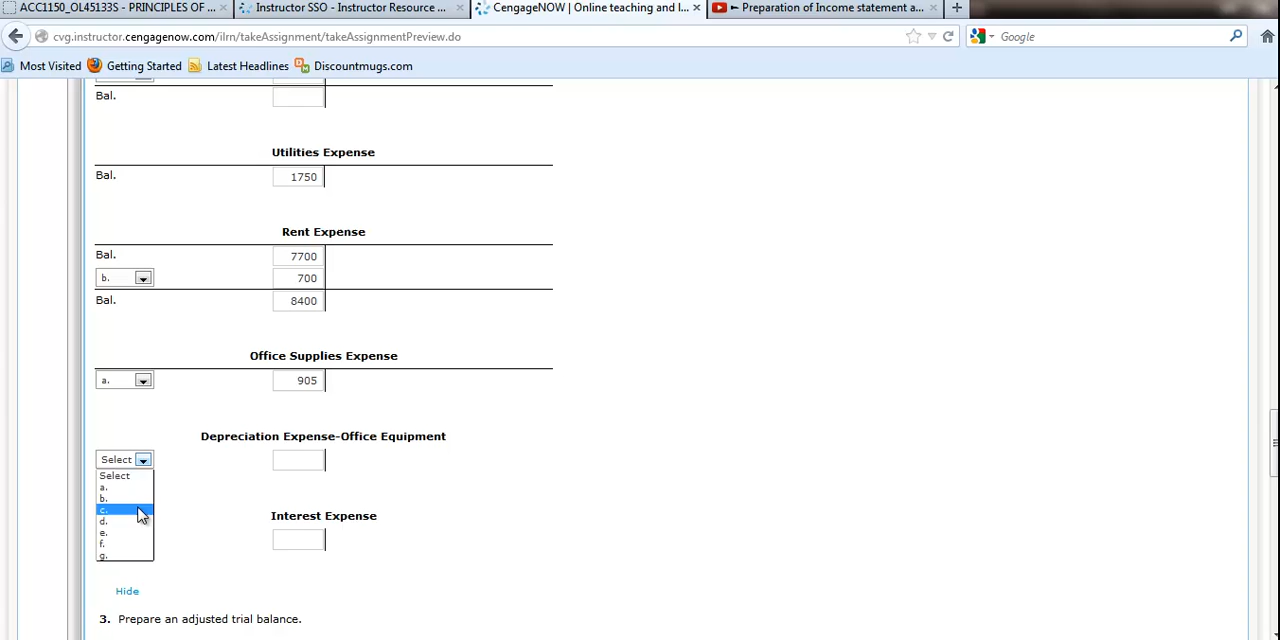 ACC1150_OL45133S - PRINCIPLES OF ... × Instructor SSO - Instructor Resource ... × CengageNOW | Online teaching and l... × ► Preparation of Income statement a... × +
cvg.instructor.cengagenow.com/ilrn/takeAssignment/takeAssignmentPreview.do Google
Most Visited Getting Started Latest Headlines Discountmugs.com
Bal.
Utilities Expense
Bal. 1750
Rent Expense
Bal. 7700
b. 700
Bal. 8400
Office Supplies Expense
a. 905
Depreciation Expense-Office Equipment
Select
Select
a.
b.
c.
d.
e.
f.
g.
Interest Expense
Hide
3. Prepare an adjusted trial balance.